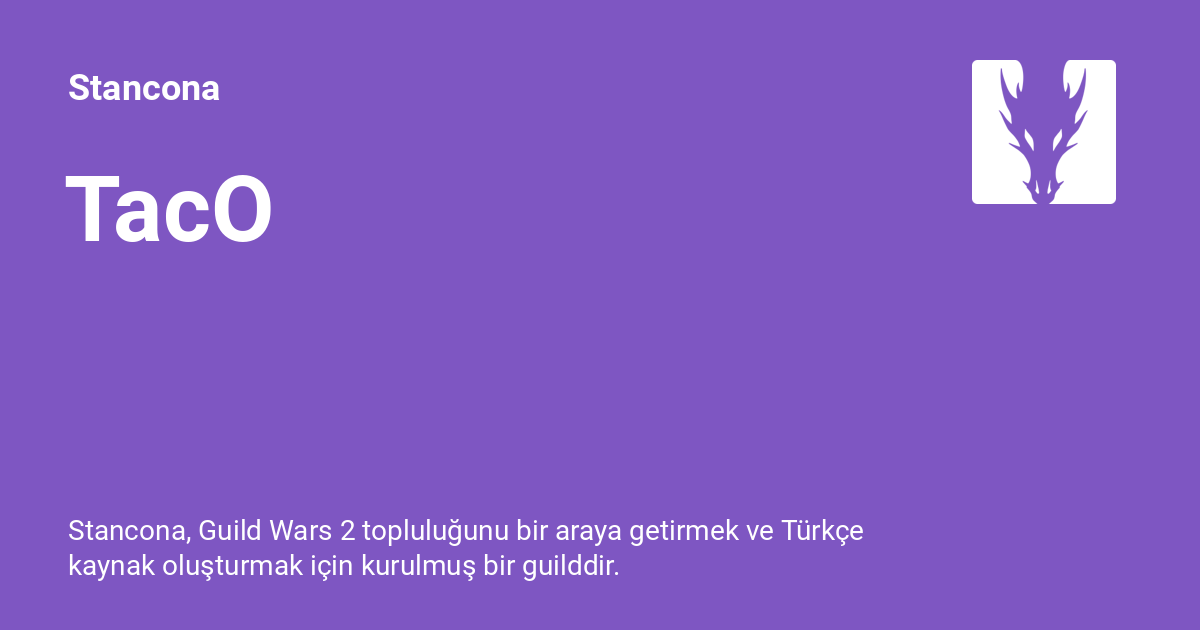 Stancona
TacO
Stancona, Guild Wars 2 topluluğunu bir araya getirmek ve Türkçe
kaynak oluşturmak için kurulmuş bir guilddir.